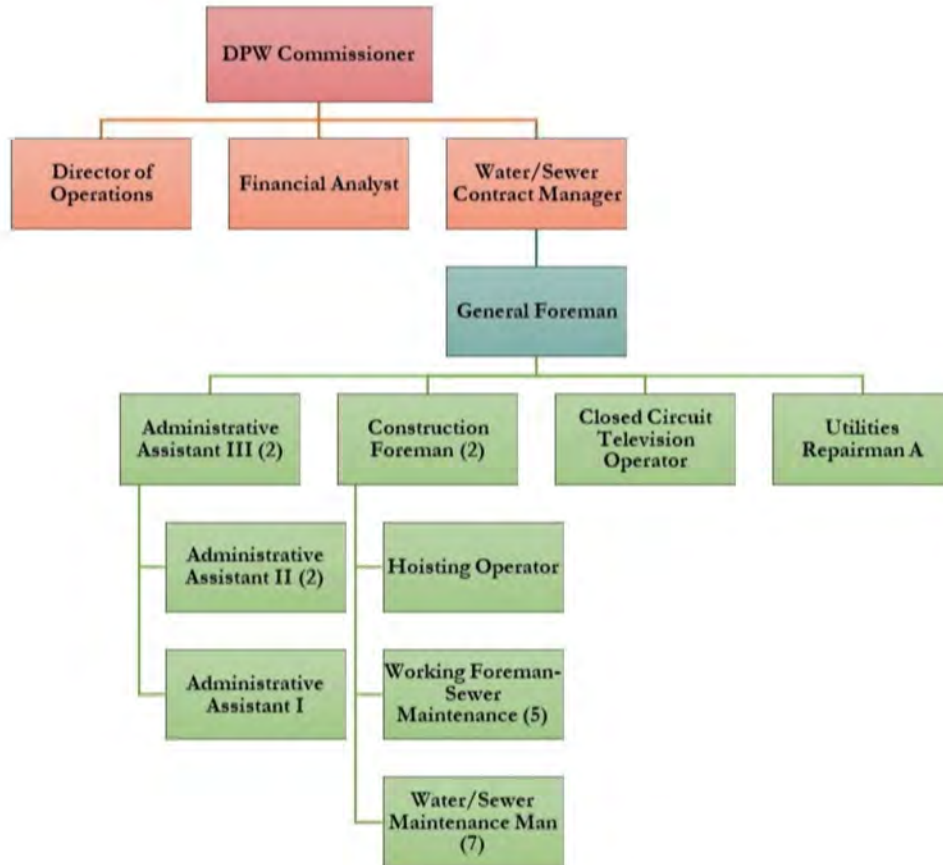 DPW Commissioner
Director of
Operations
Financial Analyst
Water/Sewer
Contract Manager
General Foreman
Administrative
Assistant III (2)
Construction
Foreman (2)
Closed Circuit
Television
Operator
Utilities
Repairman A
Administrative
Assistant II (2)
Hoisting Operator
Administrative
Assistant I
Working Foreman-
Sewer
Maintenance (5)
Water/Sewer
Maintenance Man
(7)